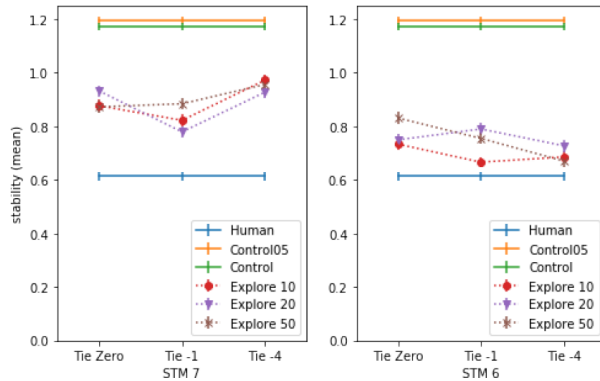 stability (mean)
1.2
1.0
0.8
0.6
0.4
0.2
0.0
Human
Control05
Control
Explore 10
Explore 20
Explore 50
Tie Zero Tie -1 Tie -4
STM 7
1.2
1.0
0.8
0.6
0.4
0.2
0.0
Human
Control05
Control
Explore 10
Explore 20
Explore 50
Tie Zero Tie -1 Tie -4
STM 6